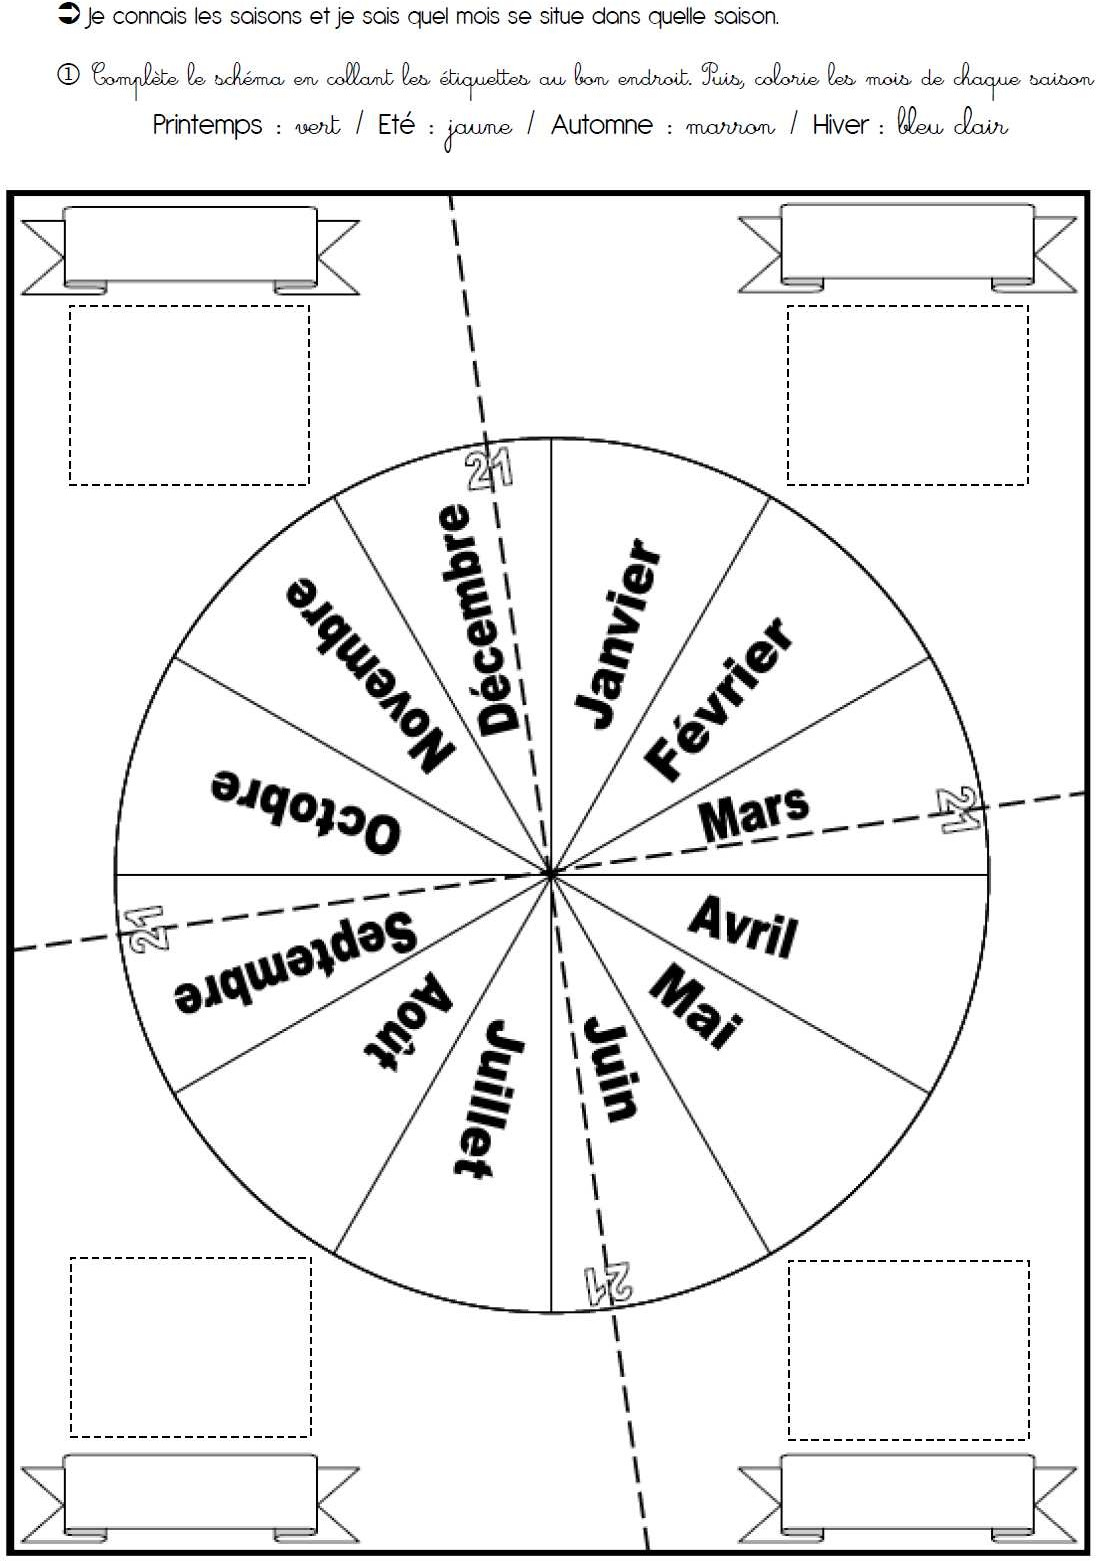 ➲ Je connais les saisons et je sais quel mois se situe dans quelle saison.
① Complète le schéma en collant les étiquettes au bon endroit. Puis, colorie les mois de chaque saison
Printemps : vert / Eté : jaune / Automne : marron / Hiver : bleu clair
21
Décembre
Janvier
Novembre
Février
Octobre
Mars
21
21
Septembre
Avril
Août
Mai
Juillet
Juin
21